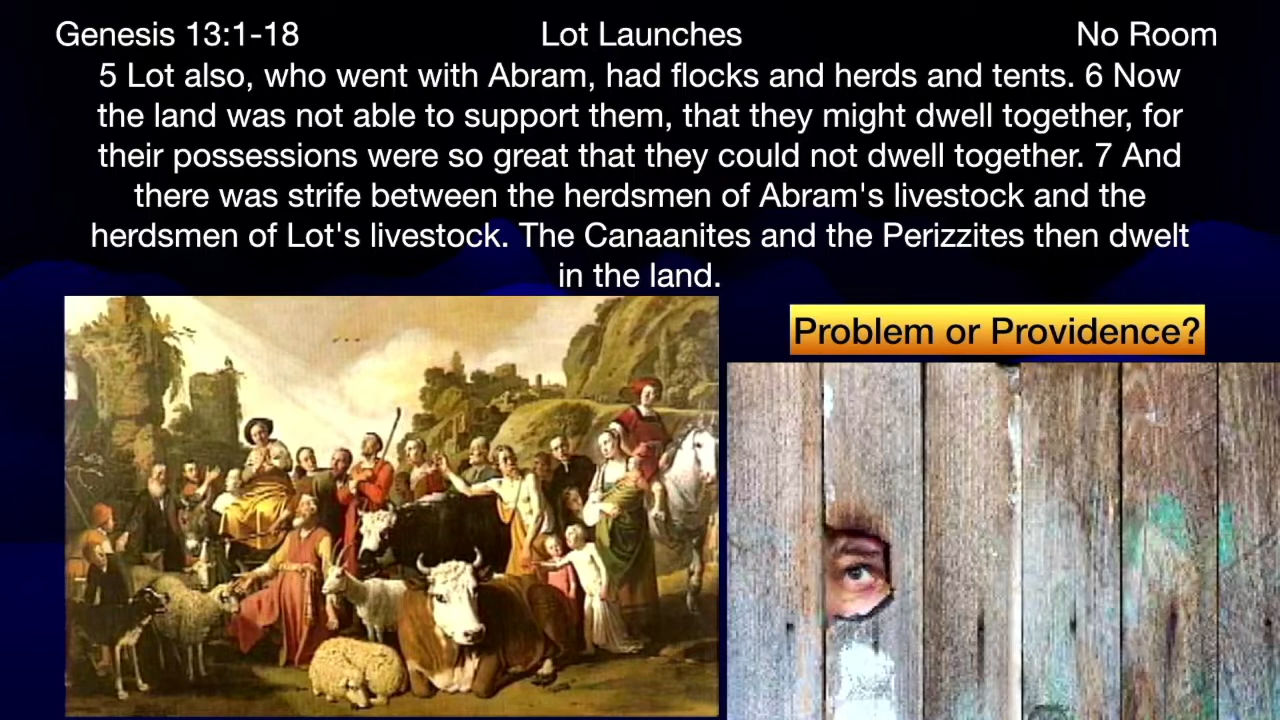 Genesis 13:1-18 Lot Launches No Room
5 Lot also, who went with Abram, had flocks and herds and tents. 6 Now
the land was not able to support them, that they might dwell together, for
their possessions were so great that they could not dwell together. 7 And
there was strife between the herdsmen of Abram's livestock and the
herdsmen of Lot's livestock. The Canaanites and the Perizzites then dwelt
in the land.
Problem or Providence?